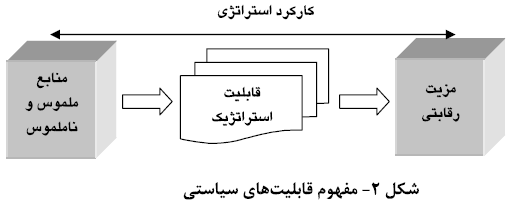 کارکرد استراتژی
منابع
ملموس و
ناملموس
قابلیت
استراتژیک
مزیت
رقابتی
شکل ۲- مفهوم قابلیت‌های سیاستی